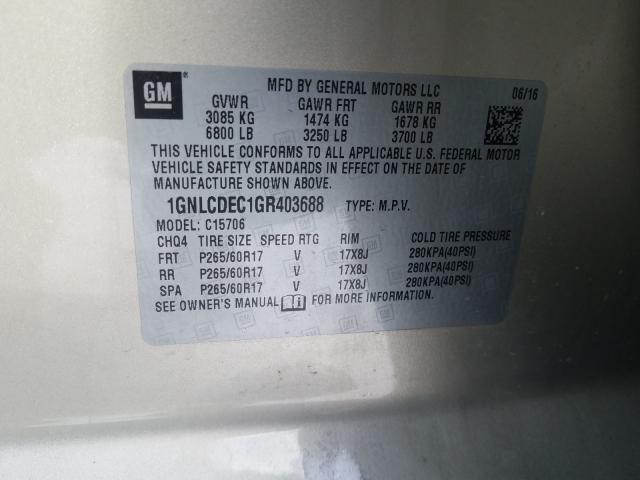 GM
MFD BY GENERAL MOTORS LLC 06/16
GVWR GAWR FRT GAWR RR
3085 KG 1474 KG 1678 KG
6800 LB 3250 LB 3700 LB
THIS VEHICLE CONFORMS TO ALL APPLICABLE U.S. FEDERAL MOTOR
VEHICLE SAFETY STANDARDS IN EFFECT ON THE DATE OF
MANUFACTURE SHOWN ABOVE.
1GNLCDEC1GR403688 TYPE: M.P.V.
MODEL: C15706
CHQ4 TIRE SIZE SPEED RTG RIM COLD TIRE PRESSURE
FRT P265/60R17 V 17X8J 280KPA(40PSI)
RR P265/60R17 V 17X8J 280KPA(40PSI)
SPA P265/60R17 V 17X8J 280KPA(40PSI)
SEE OWNER'S MANUAL FOR MORE INFORMATION